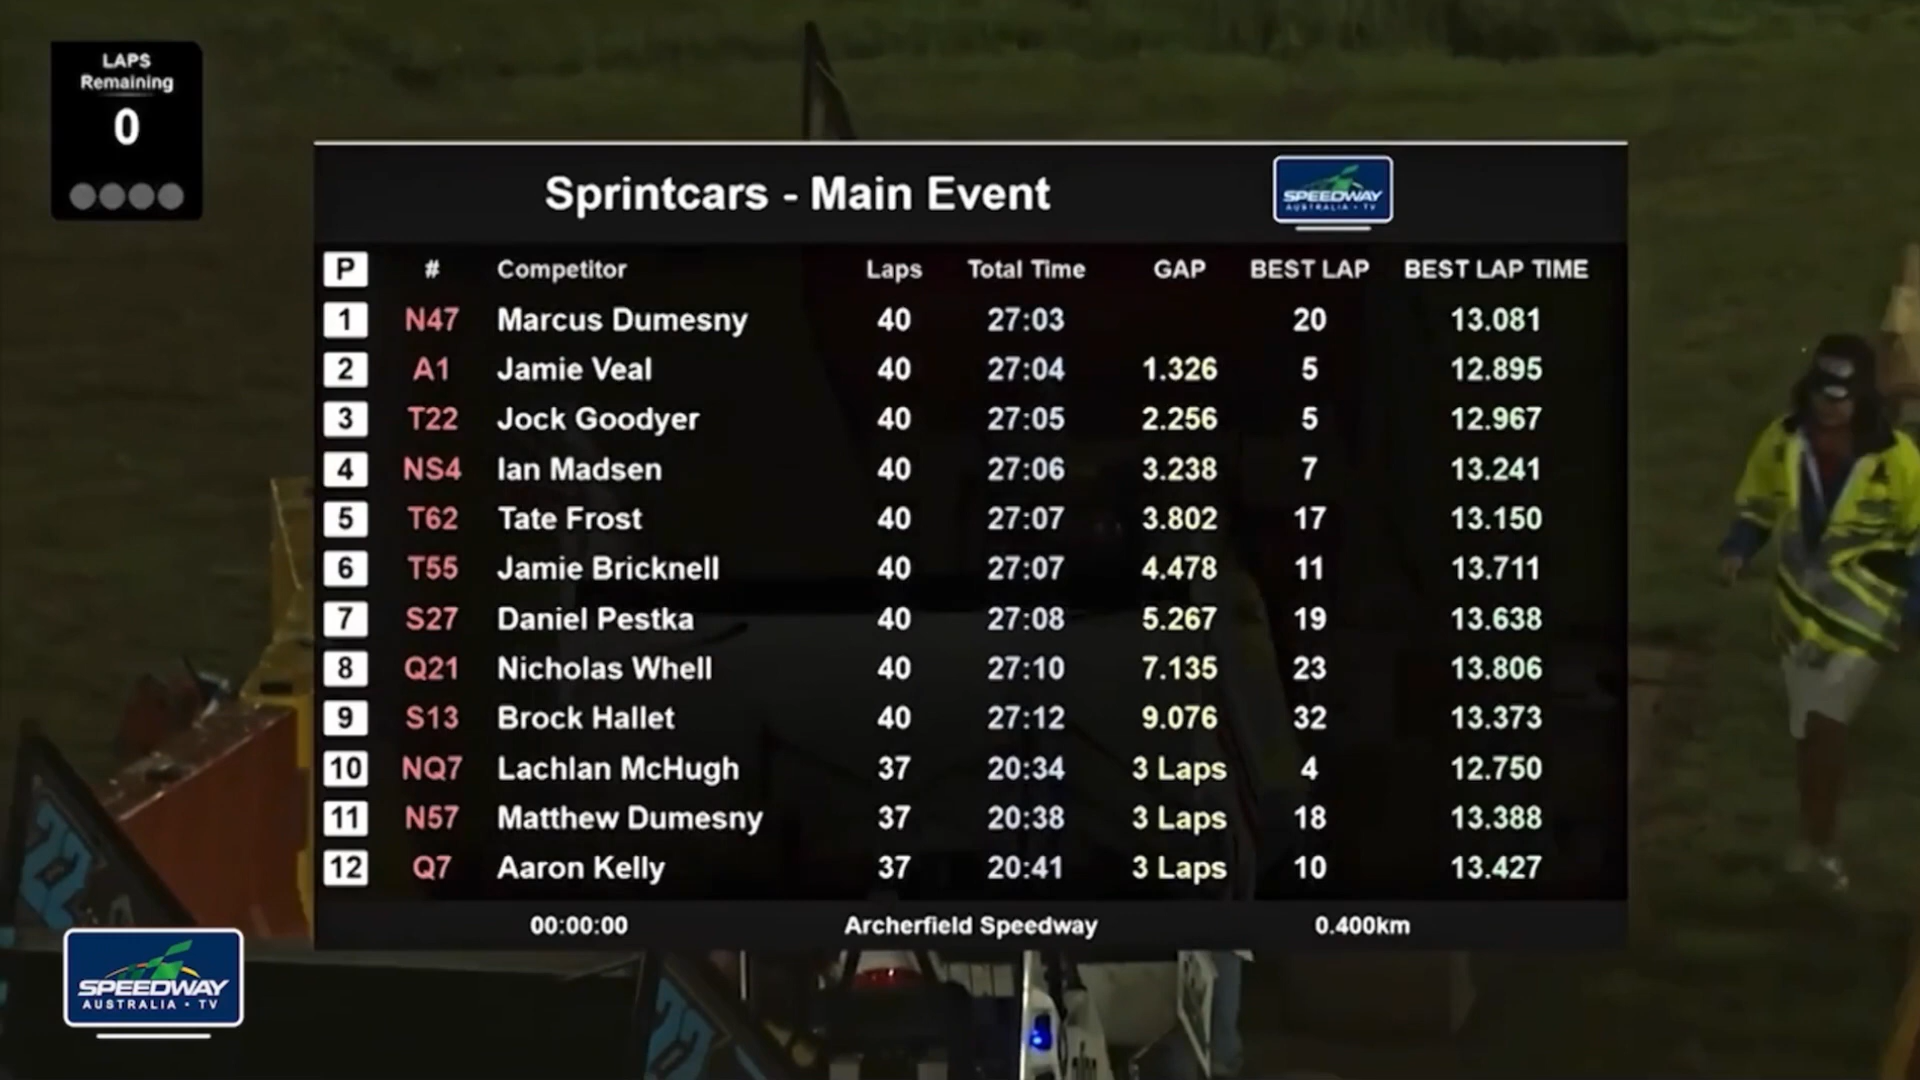 LAPS
Remaining
0
Sprintcars - Main Event
SPEEDWAY
AUSTRALIA • TV
P # Competitor Laps Total Time GAP BEST LAP BEST LAP TIME
1 N47 Marcus Dumesny 40 27:03 20 13.081
2 A1 Jamie Veal 40 27:04 1.326 5 12.895
3 T22 Jock Goodyer 40 27:05 2.256 5 12.967
4 NS4 Ian Madsen 40 27:06 3.238 7 13.241
5 T62 Tate Frost 40 27:07 3.802 17 13.150
6 T55 Jamie Bricknell 40 27:07 4.478 11 13.711
7 S27 Daniel Pestka 40 27:08 5.267 19 13.638
8 Q21 Nicholas Whell 40 27:10 7.135 23 13.806
9 S13 Brock Hallet 40 27:12 9.076 32 13.373
10 NQ7 Lachlan McHugh 37 20:34 3 Laps 4 12.750
11 N57 Matthew Dumesny 37 20:38 3 Laps 18 13.388
12 Q7 Aaron Kelly 37 20:41 3 Laps 10 13.427
00:00:00 Archerfield Speedway 0.400km
SPEEDWAY
AUSTRALIA • TV